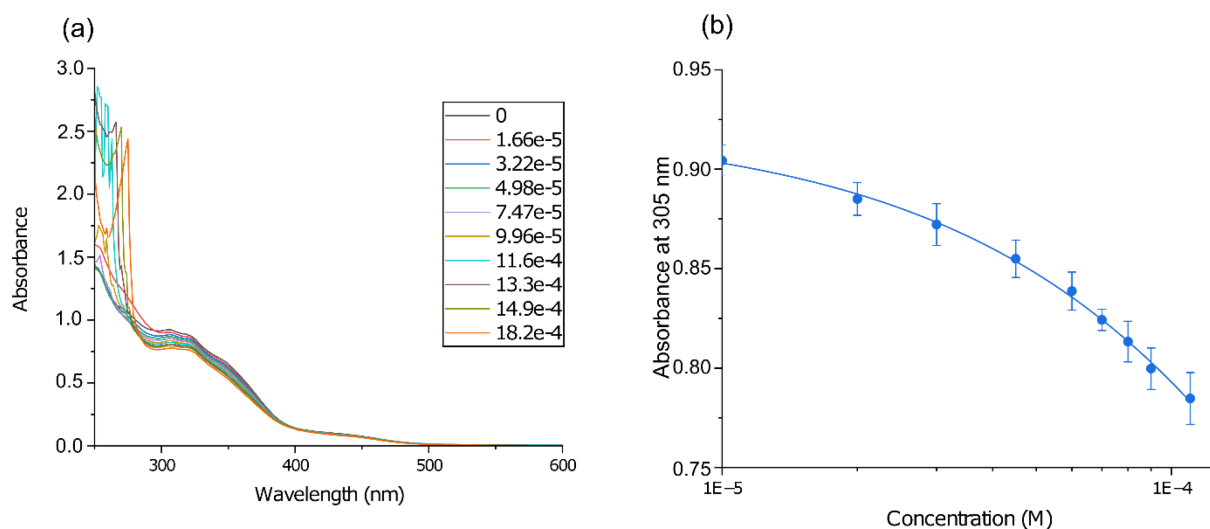 (a)
3.0
2.5
2.0
1.5
1.0
0.5
0.0
Absorbance
300
400
500
600
Wavelength (nm)
0
1.66e-5
3.22e-5
4.98e-5
7.47e-5
9.96e-5
11.6e-4
13.3e-4
14.9e-4
18.2e-4
(b)
0.95
0.90
0.85
0.80
0.75
Absorbance at 305 nm
1E−5
1E−4
Concentration (M)